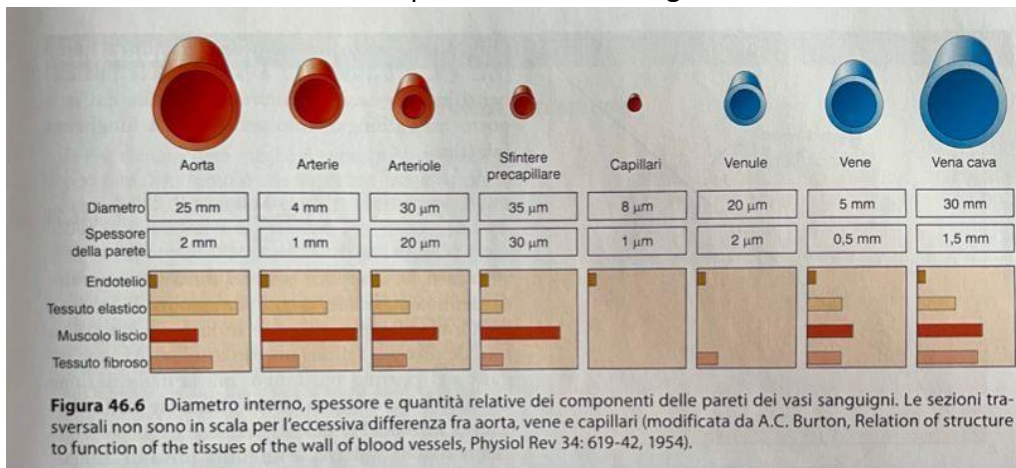 Aorta Arterie Arteriole Sfintere precapillare Capillari Venule Vene Vena cava
Diametro 25 mm 4 mm 30 μm 35 μm 8 μm 20 μm 5 mm 30 mm
Spessore della parete 2 mm 1 mm 20 μm 30 μm 1 μm 2 μm 0,5 mm 1,5 mm
Endotelio
Tessuto elastico
Muscolo liscio
Tessuto fibroso
Figura 46.6 Diametro interno, spessore e quantità relative dei componenti delle pareti dei vasi sanguigni. Le sezioni tra-
sversali non sono in scala per l'eccessiva differenza fra aorta, vene e capillari (modificata da A.C. Burton, Relation of structure
to function of the tissues of the wall of blood vessels, Physiol Rev 34: 619-42, 1954).